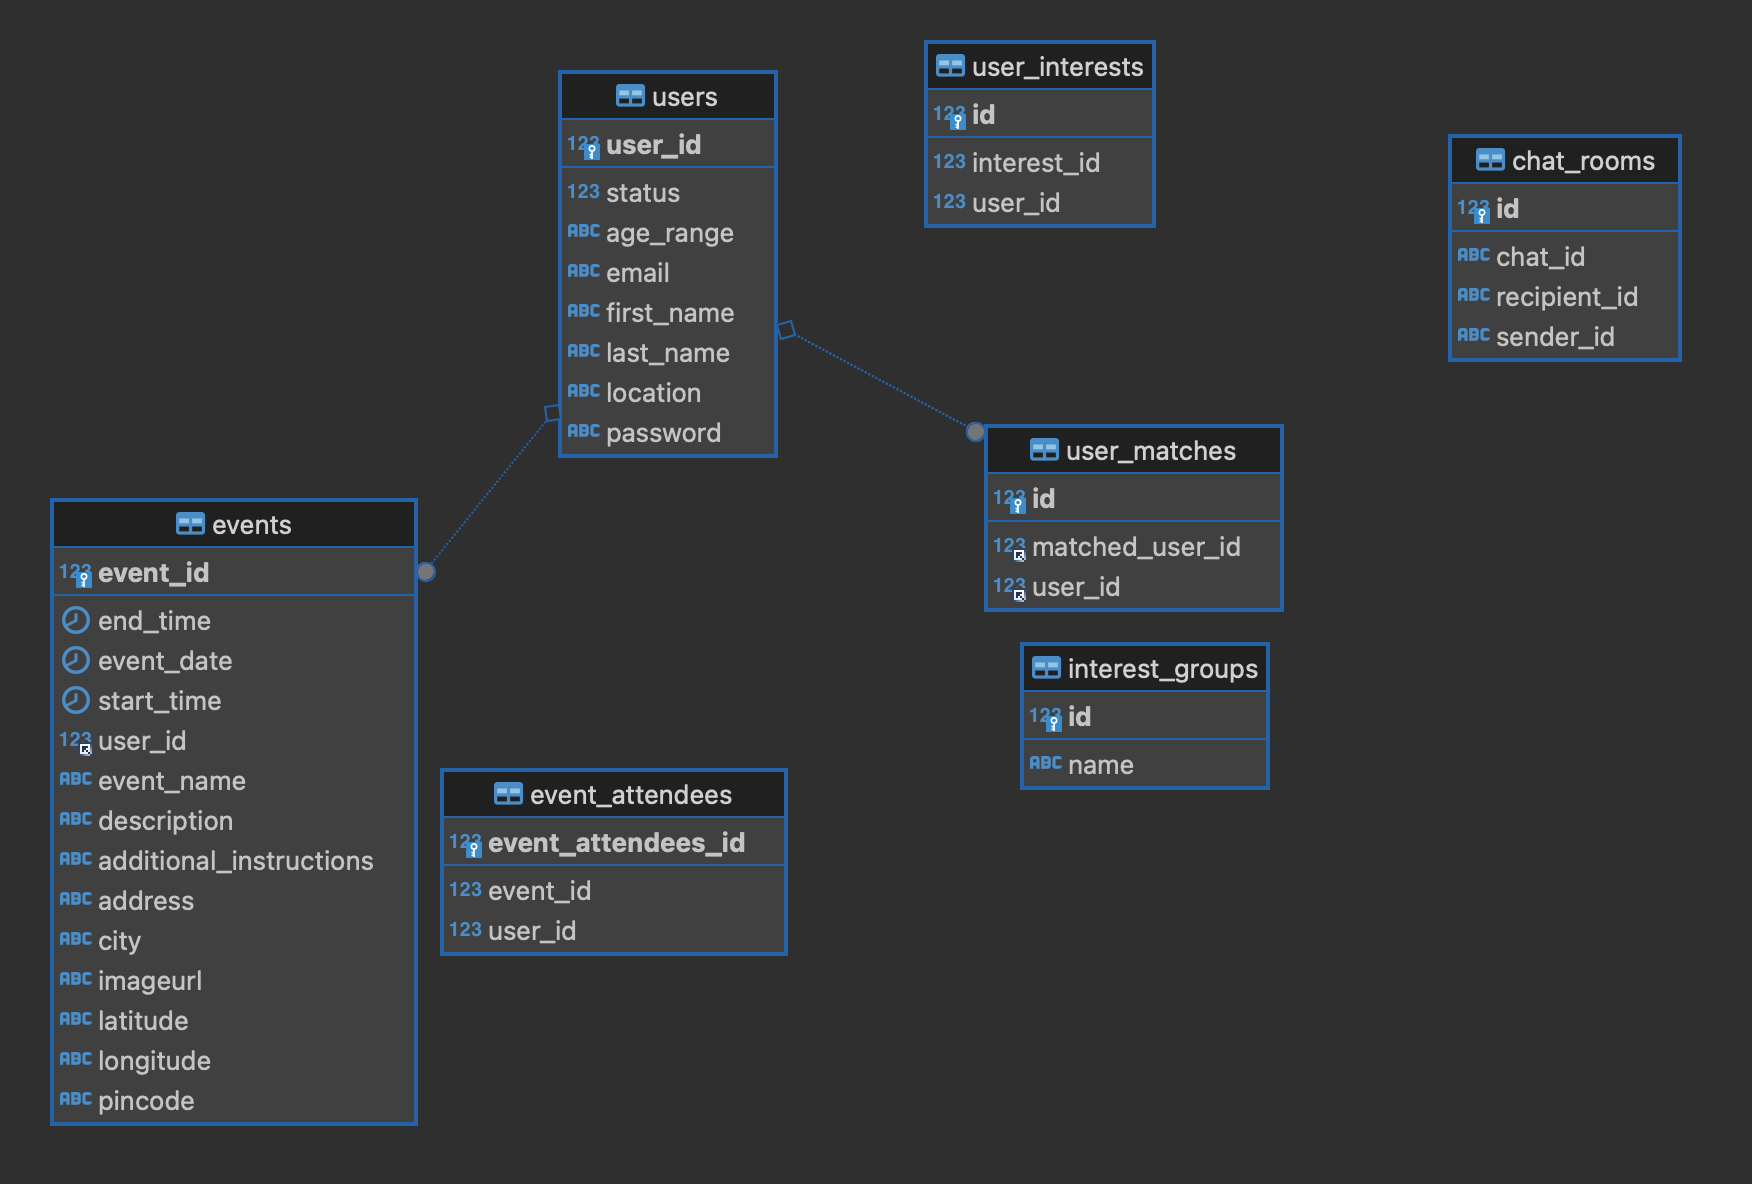 users
123 user_id
123 status
ABC age_range
ABC email
ABC first_name
ABC last_name
ABC location
ABC password
user_interests
123 id
123 interest_id
123 user_id
chat_rooms
123 id
ABC chat_id
ABC recipient_id
ABC sender_id
user_matches
123 id
123 matched_user_id
123 user_id
events
123 event_id
end_time
event_date
start_time
123 user_id
ABC event_name
ABC description
ABC additional_instructions
ABC address
ABC city
ABC imageurl
ABC latitude
ABC longitude
ABC pincode
interest_groups
123 id
ABC name
event_attendees
123 event_attendees_id
123 event_id
123 user_id